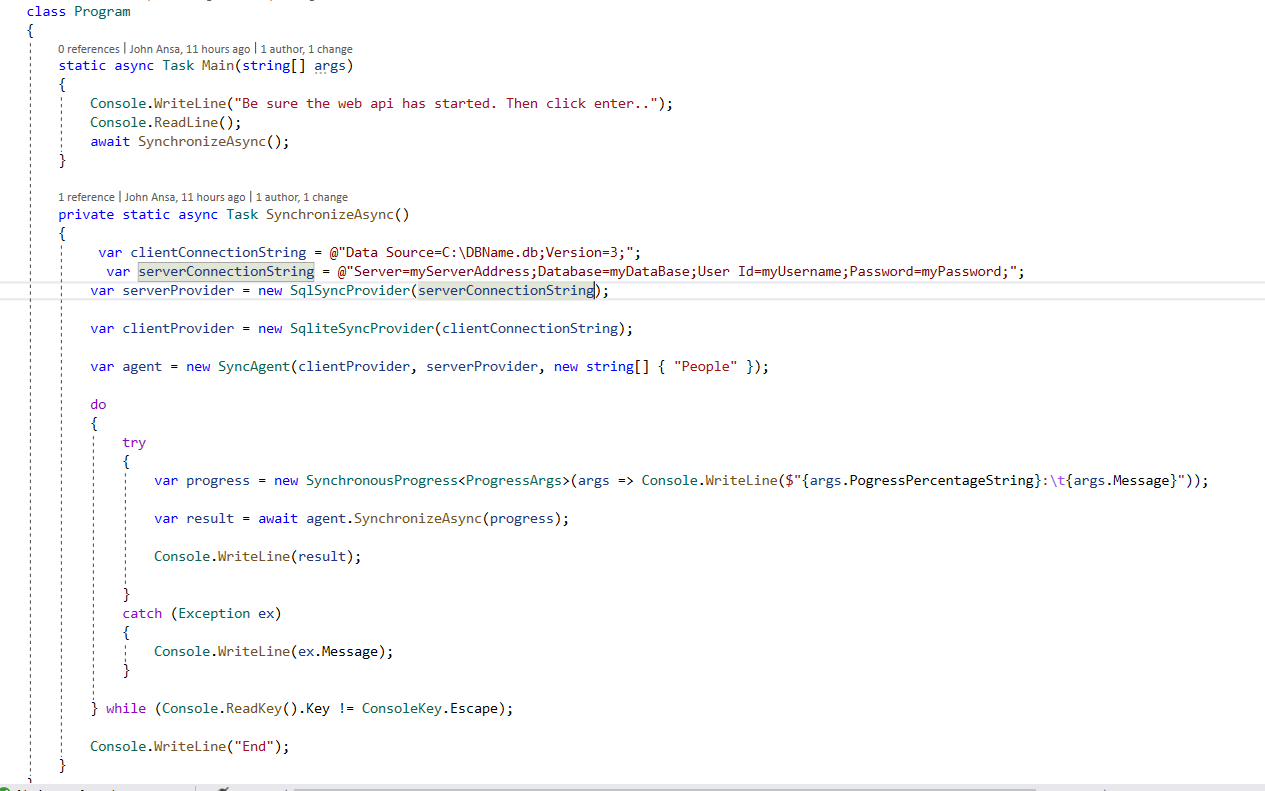 class Program
{
0 references | John Ansa, 11 hours ago | 1 author, 1 change
static async Task Main(string[] args)
{
Console.WriteLine("Be sure the web api has started. Then click enter..");
Console.ReadLine();
await SynchronizeAsync();
}
1 reference | John Ansa, 11 hours ago | 1 author, 1 change
private static async Task SynchronizeAsync()
{
var clientConnectionString = @"Data Source=C:\DBName.db;Version=3;";
var serverConnectionString = @"Server=myServerAddress;Database=myDataBase;User Id=myUsername;Password=myPassword;";
var serverProvider = new SqlSyncProvider(serverConnectionString);
var clientProvider = new SqliteSyncProvider(clientConnectionString);
var agent = new SyncAgent(clientProvider, serverProvider, new string[] { "People" });
do
{
try
{
var progress = new SynchronousProgress<ProgressArgs>(args => Console.WriteLine($"{args.PogressPercentageString}:\t{args.Message}"));
var result = await agent.SynchronizeAsync(progress);
Console.WriteLine(result);
}
catch (Exception ex)
{
Console.WriteLine(ex.Message);
}
} while (Console.ReadKey().Key != ConsoleKey.Escape);
Console.WriteLine("End");
}